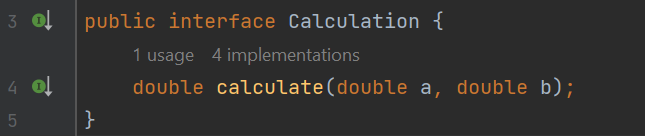 3 public interface Calculation {
1 usage 4 implementations
4 double calculate(double a, double b);
5 }